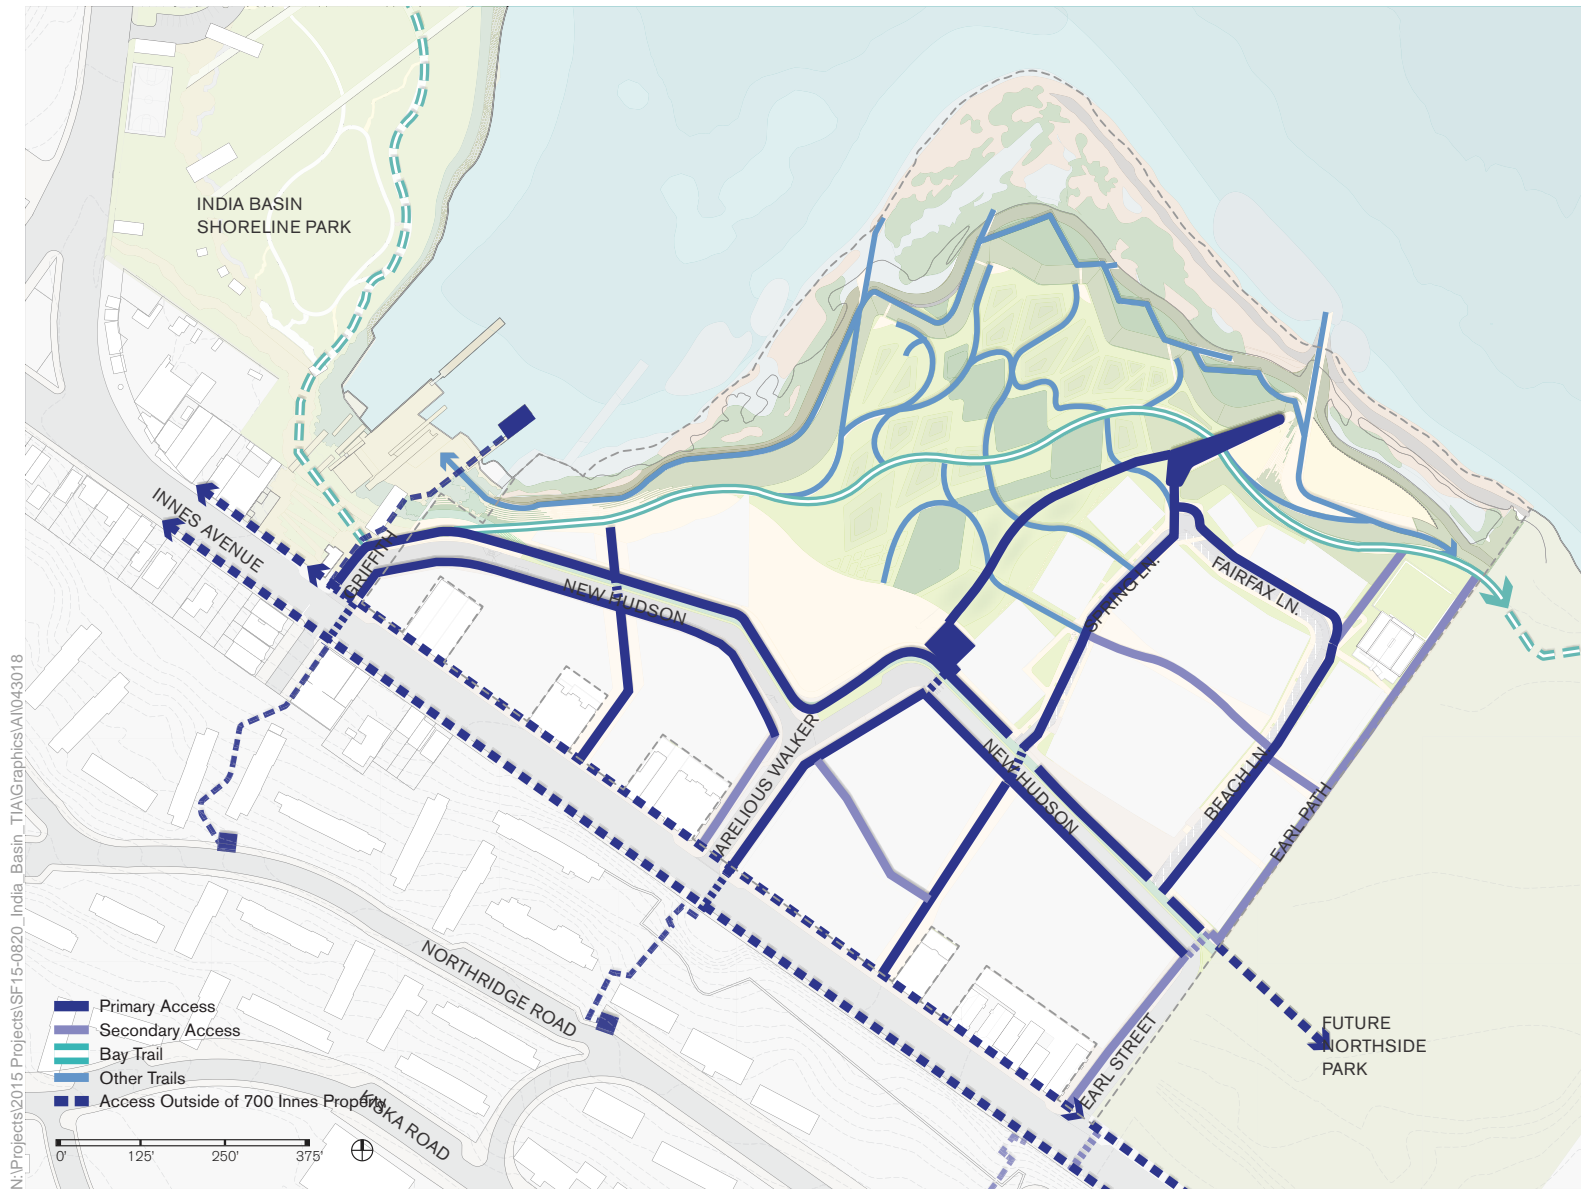 INDIA BASIN
SHORELINE PARK
INNES AVENUE
GRIFFITH
NEW HUDSON
SPRING LN.
FAIRFAX LN.
ARELIOUS WALKER
NEW HUDSON
BEACH LN.
EARL PATH
NORTHRIDGE ROAD
EARL STREET
FUTURE
NORTHSIDE
PARK
KISKA ROAD
Primary Access
Secondary Access
Bay Trail
Other Trails
Access Outside of 700 Innes Property
0' 125' 250' 375'
N:\Projects\2015 Projects\SF15-0820_India_Basin_TIA\Graphics\AI\043018